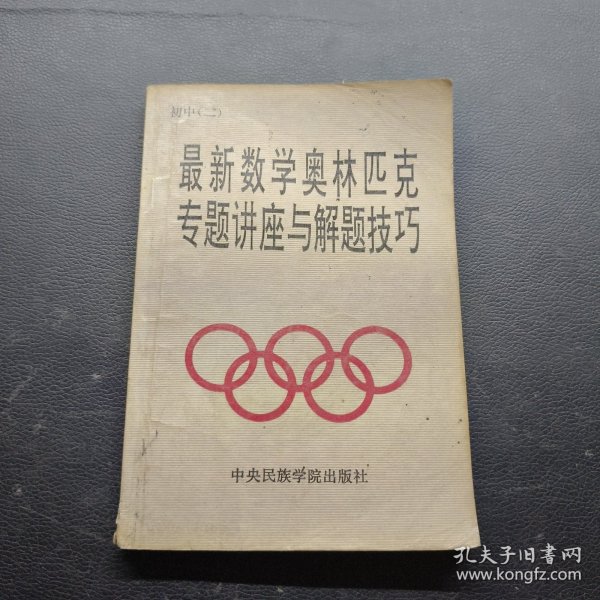 初中(二)
最新数学奥林匹克
专题讲座与解题技巧
中央民族学院出版社
孔夫子旧书网
www.kongfz.com